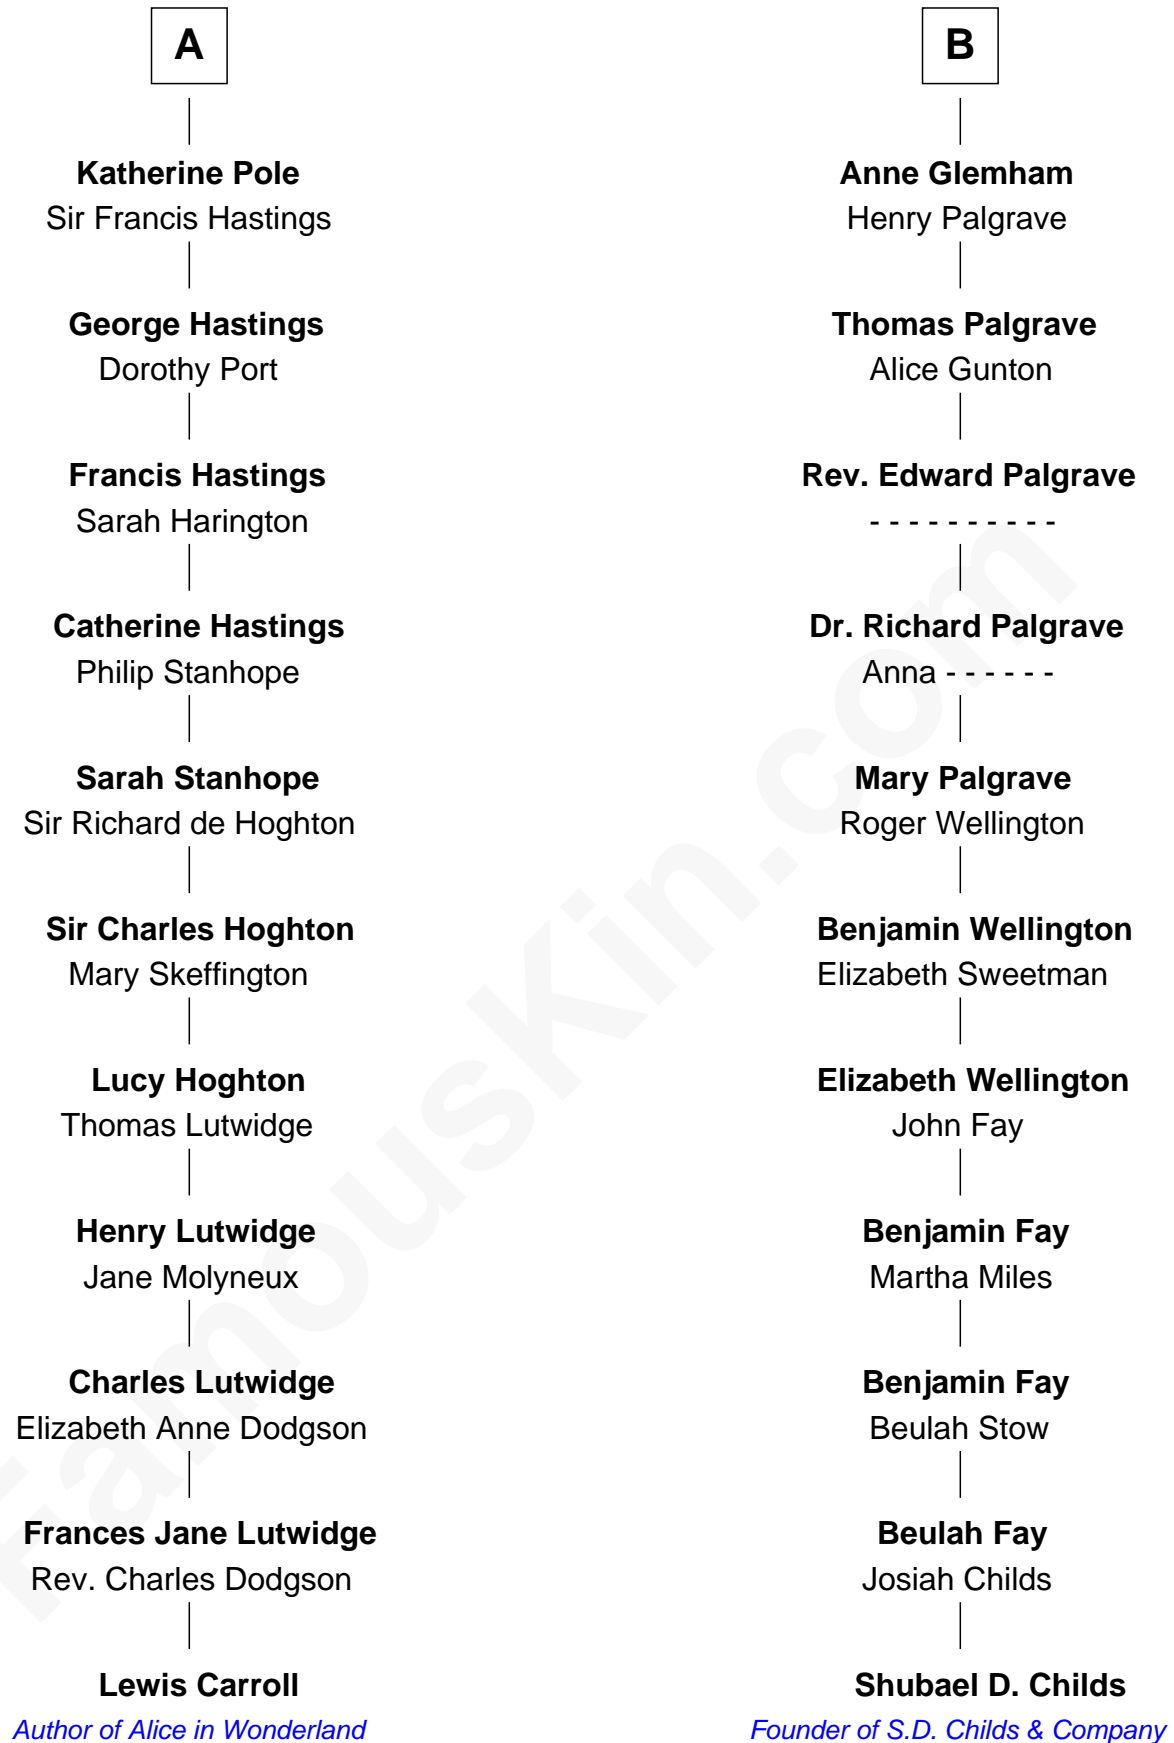 A
Katherine Pole
Sir Francis Hastings
George Hastings
Dorothy Port
Francis Hastings
Sarah Harington
Catherine Hastings
Philip Stanhope
Sarah Stanhope
Sir Richard de Hoghton
Sir Charles Hoghton
Mary Skeffington
Lucy Hoghton
Thomas Lutwidge
Henry Lutwidge
Jane Molyneux
Charles Lutwidge
Elizabeth Anne Dodgson
Frances Jane Lutwidge
Rev. Charles Dodgson
Lewis Carroll
Author of Alice in Wonderland
B
Anne Glemham
Henry Palgrave
Thomas Palgrave
Alice Gunton
Rev. Edward Palgrave
- - - - - - - - - -
Dr. Richard Palgrave
Anna - - - - - -
Mary Palgrave
Roger Wellington
Benjamin Wellington
Elizabeth Sweetman
Elizabeth Wellington
John Fay
Benjamin Fay
Martha Miles
Benjamin Fay
Beulah Stow
Beulah Fay
Josiah Childs
Shubael D. Childs
Founder of S.D. Childs & Company
FamousKin.com